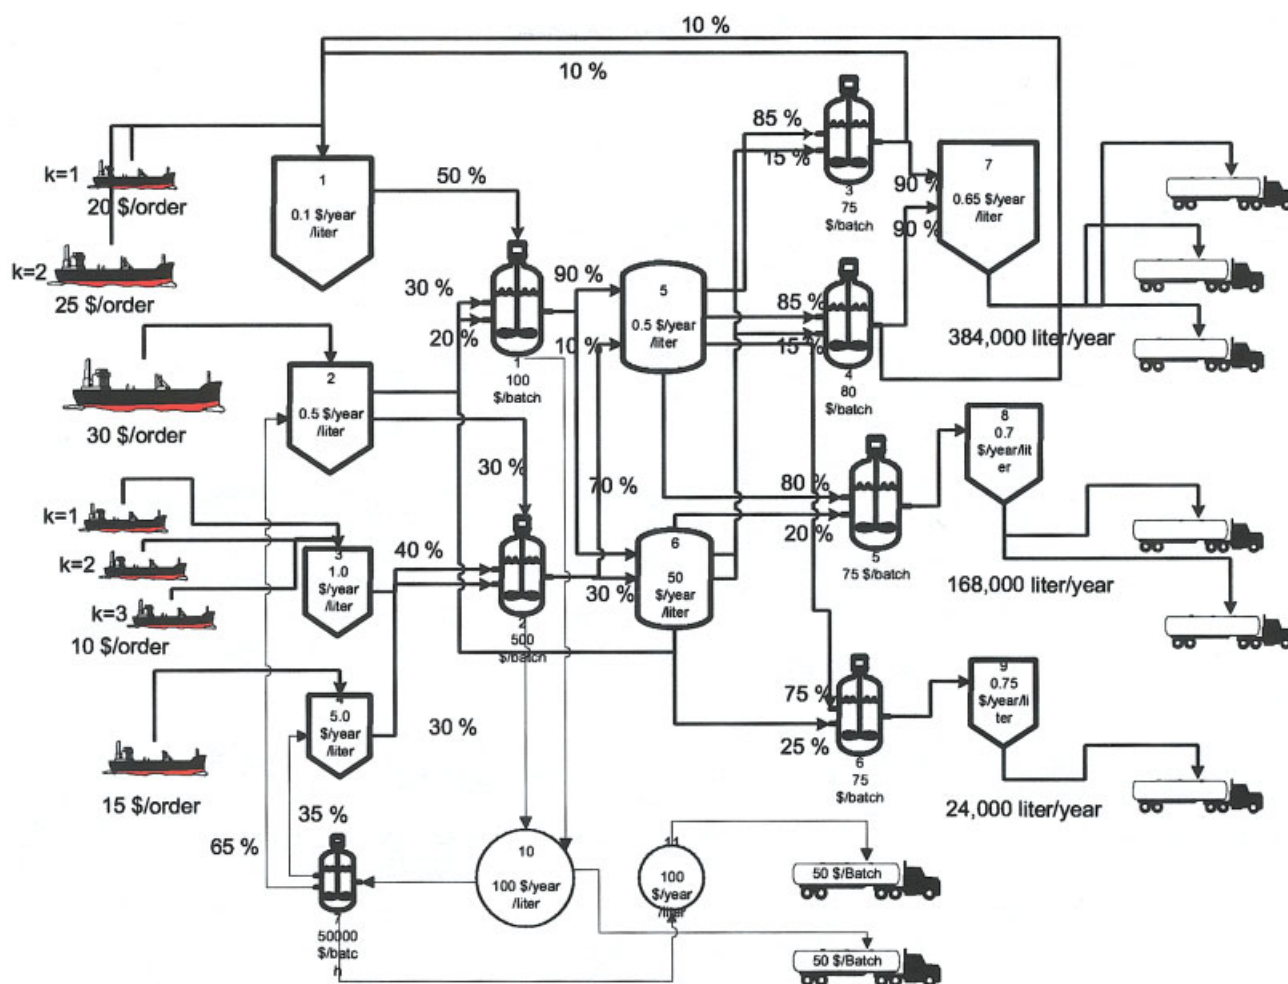 10 %
10 %
k=1
20 $/order
k=2
25 $/order
30 $/order
k=1
k=2
k=3
10 $/order
15 $/order
1
0.1 $/year
/liter
50 %
2
0.5 $/year
/liter
30 %
20 %
1
100
$/batch
90 %
10 %
30 %
3
1.0
$/year
/liter
40 %
5.0
$/year
/liter
30 %
2
500
$/batch
70 %
30 %
5
0.5 $/year
/liter
6
50
$/year
/liter
85 %
15 %
3
75
$/batch
90 %
90 %
7
0.65 $/year
/liter
384,000 liter/year
85 %
15 %
4
80
$/batch
80 %
20 %
5
75 $/batch
8
0.7
$/year/lit
er
168,000 liter/year
75 %
25 %
6
75
$/batch
9
0.75
$/year/li
ter
24,000 liter/year
35 %
65 %
7
50000
$/batc
h
10
100 $/year
/liter
11
100
$/year
/liter
50 $/Batch
50 $/Batch